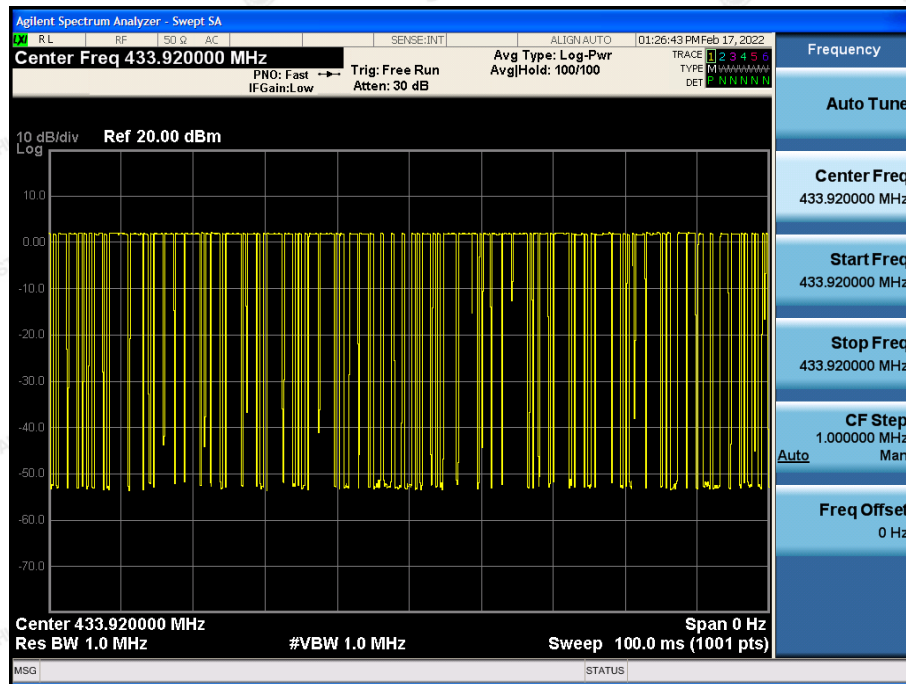 Agilent Spectrum Analyzer - Swept SA
LXI RL RF 50 Ω AC SENSE:INT ALIGN AUTO 01:26:43 PM Feb 17, 2022
Center Freq 433.920000 MHz
PNO: Fast
IFGain:Low
Trig: Free Run
Atten: 30 dB
Avg Type: Log-Pwr
Avg|Hold: 100/100
TRACE 1 2 3 4 5 6
TYPE M W W W W W
DET P N N N N N
10 dB/div Ref 20.00 dBm
Log
10.0
0.00
-10.0
-20.0
-30.0
-40.0
-50.0
-60.0
-70.0
Center 433.920000 MHz Span 0 Hz
Res BW 1.0 MHz #VBW 1.0 MHz Sweep 100.0 ms (1001 pts)
MSG STATUS
Frequency
Auto Tune
Center Freq
433.920000 MHz
Start Freq
433.920000 MHz
Stop Freq
433.920000 MHz
CF Step
1.000000 MHz
Auto Man
Freq Offset
0 Hz